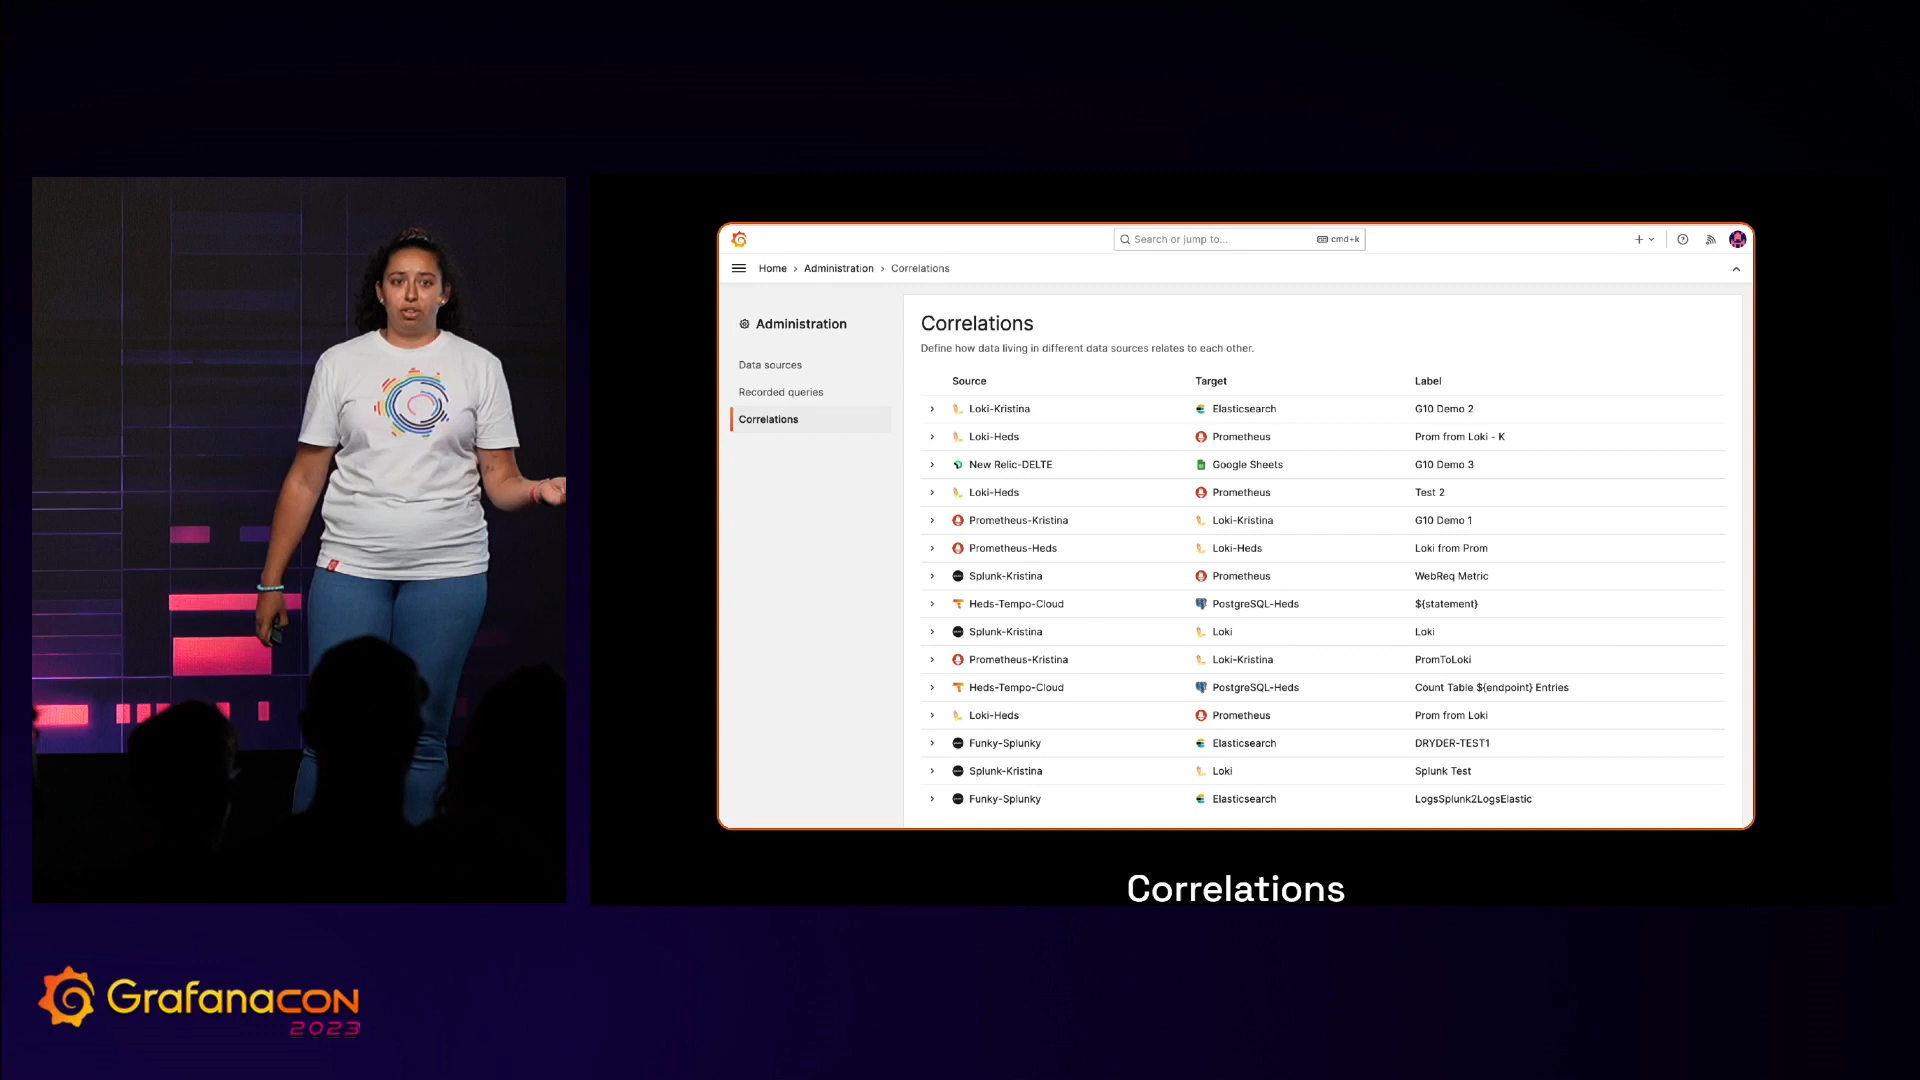 Search or jump to... cmd+k
Home › Administration › Correlations
Administration
Data sources
Recorded queries
Correlations
Correlations
Define how data living in different data sources relates to each other.
Source Target Label
Loki-Kristina Elasticsearch G10 Demo 2
Loki-Heds Prometheus Prom from Loki - K
New Relic-DELTE Google Sheets G10 Demo 3
Loki-Heds Prometheus Test 2
Prometheus-Kristina Loki-Kristina G10 Demo 1
Prometheus-Heds Loki-Heds Loki from Prom
Splunk-Kristina Prometheus WebReq Metric
Heds-Tempo-Cloud PostgreSQL-Heds ${statement}
Splunk-Kristina Loki Loki
Prometheus-Kristina Loki-Kristina PromToLoki
Heds-Tempo-Cloud PostgreSQL-Heds Count Table ${endpoint} Entries
Loki-Heds Prometheus Prom from Loki
Funky-Splunky Elasticsearch DRYDER-TEST1
Splunk-Kristina Loki Splunk Test
Funky-Splunky Elasticsearch LogsSplunk2LogsElastic
Correlations
GrafanaCON
2023